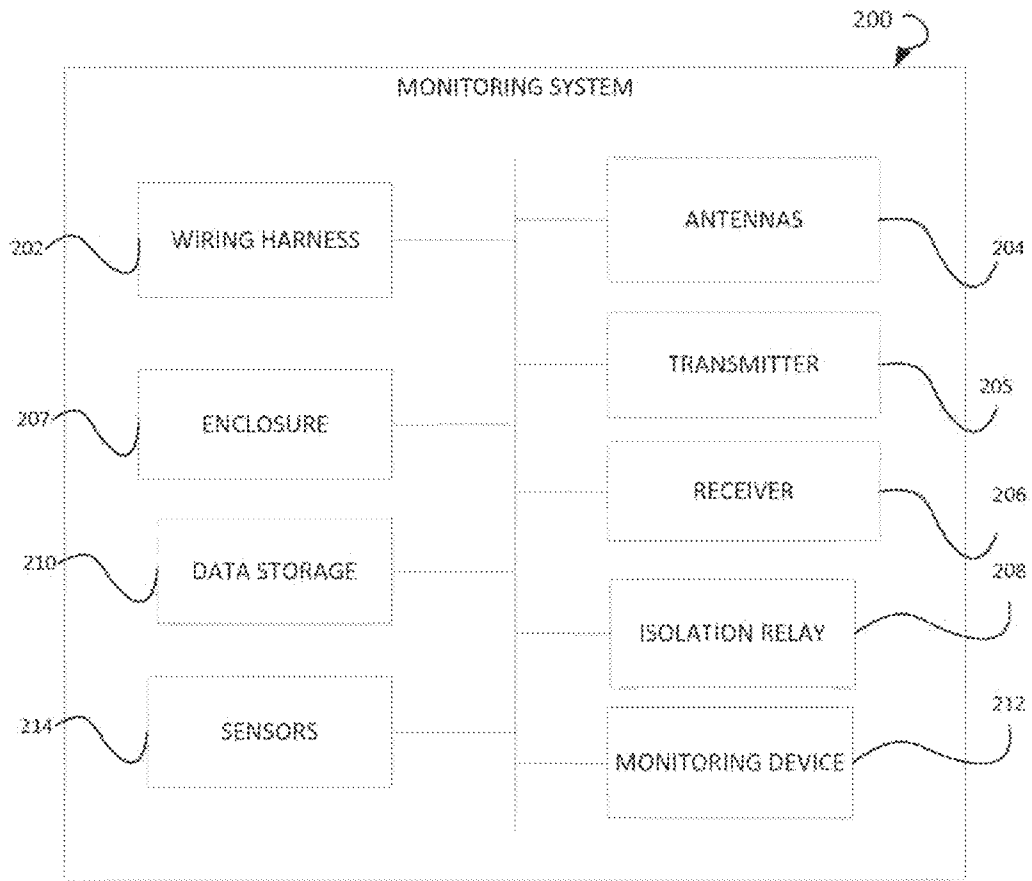 200
MONITORING SYSTEM
WIRING HARNESS
ANTENNAS
202
204
TRANSMITTER
205
207
ENCLOSURE
RECEIVER
206
210
DATA STORAGE
208
ISOLATION RELAY
214
SENSORS
212
MONITORING DEVICE